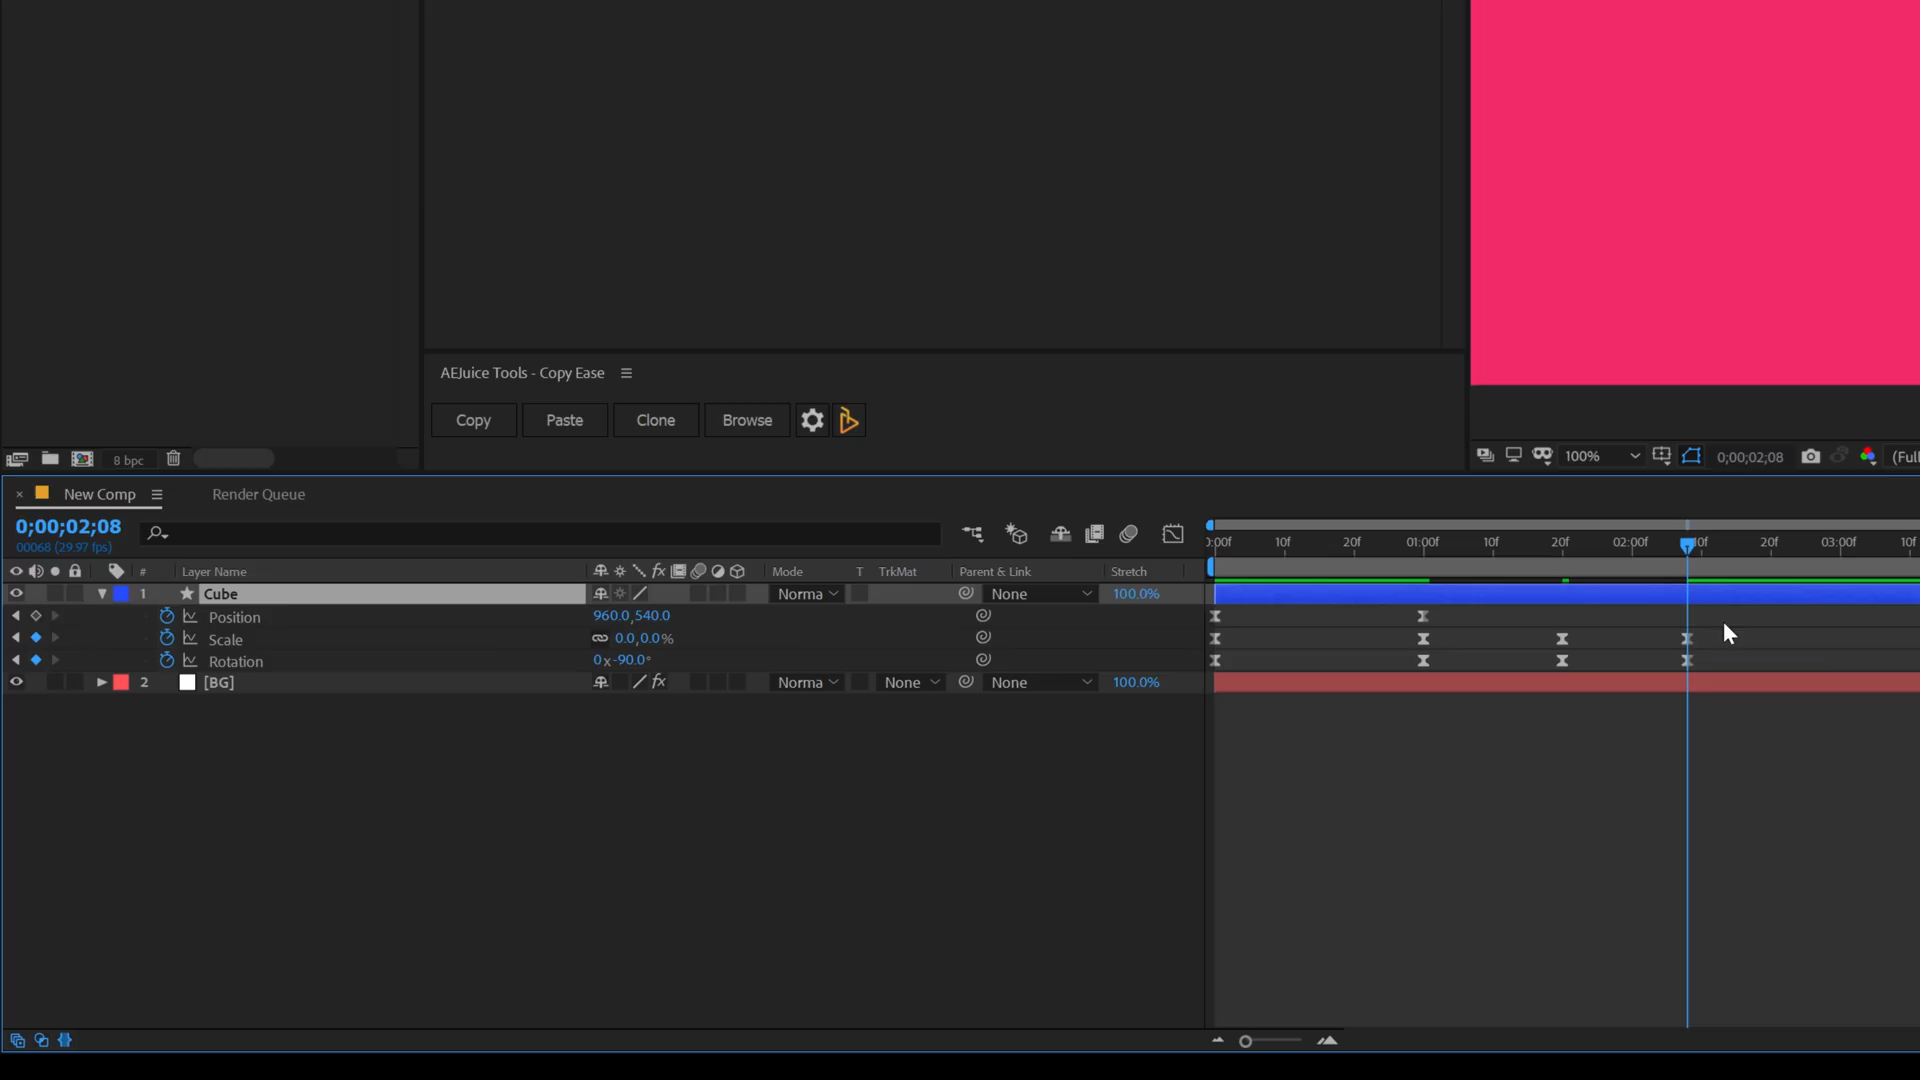 AEJuice Tools - Copy Ease
Copy Paste Clone Browse
8 bpc
100% 0;00;02;08 (Full
New Comp Render Queue
0;00;02;08
00068 (29.97 fps)
:00f 10f 20f 01:00f 10f 20f 02:00f 10f 20f 03:00f 10f
# Layer Name Mode T TrkMat Parent & Link Stretch
1 Cube Norma None 100.0%
Position 960.0,540.0
Scale 0.0,0.0%
Rotation 0x-90.0°
2 [BG] fx Norma None None 100.0%